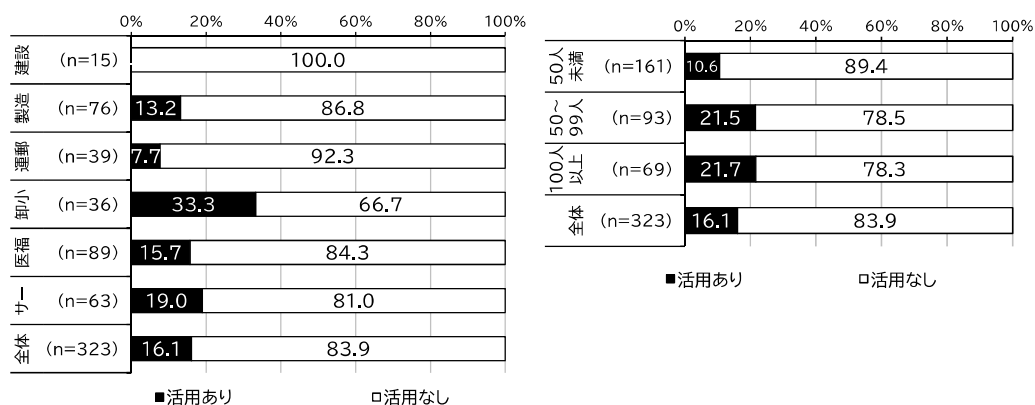 0% 20% 40% 60% 80% 100%
建設 (n=15) 100.0
製造 (n=76) 13.2 86.8
運郵 (n=39) 7.7 92.3
卸小 (n=36) 33.3 66.7
医福 (n=89) 15.7 84.3
サー (n=63) 19.0 81.0
全体 (n=323) 16.1 83.9
■活用あり □活用なし
0% 20% 40% 60% 80% 100%
50人
未満 (n=161) 10.6 89.4
50～
99人 (n=93) 21.5 78.5
100人
以上 (n=69) 21.7 78.3
全体 (n=323) 16.1 83.9
■活用あり □活用なし